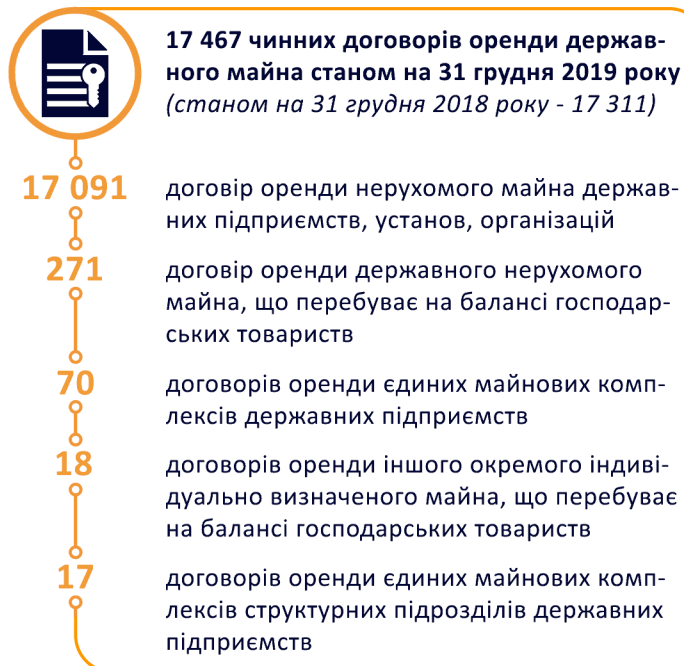 17 467 чинних договорів оренди держав-
ного майна станом на 31 грудня 2019 року
(станом на 31 грудня 2018 року - 17 311)
17 091
договір оренди нерухомого майна держав-
них підприємств, установ, організацій
271
договір оренди державного нерухомого
майна, що перебуває на балансі господар-
ських товариств
70
договорів оренди єдиних майнових комп-
лексів державних підприємств
18
договорів оренди іншого окремого індиві-
дуально визначеного майна, що перебуває
на балансі господарських товариств
17
договорів оренди єдиних майнових комп-
лексів структурних підрозділів державних
підприємств